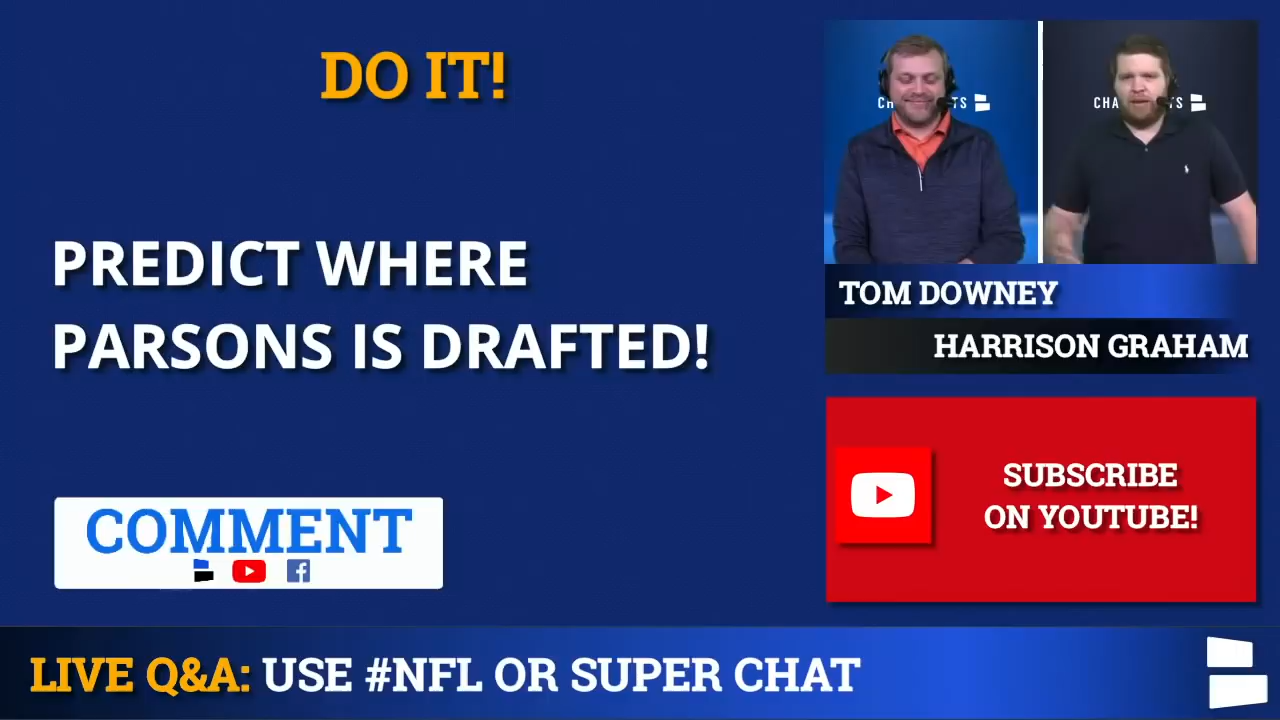 DO IT!
PREDICT WHERE
PARSONS IS DRAFTED!
COMMENT
TOM DOWNEY
HARRISON GRAHAM
SUBSCRIBE
ON YOUTUBE!
LIVE Q&A: USE #NFL OR SUPER CHAT